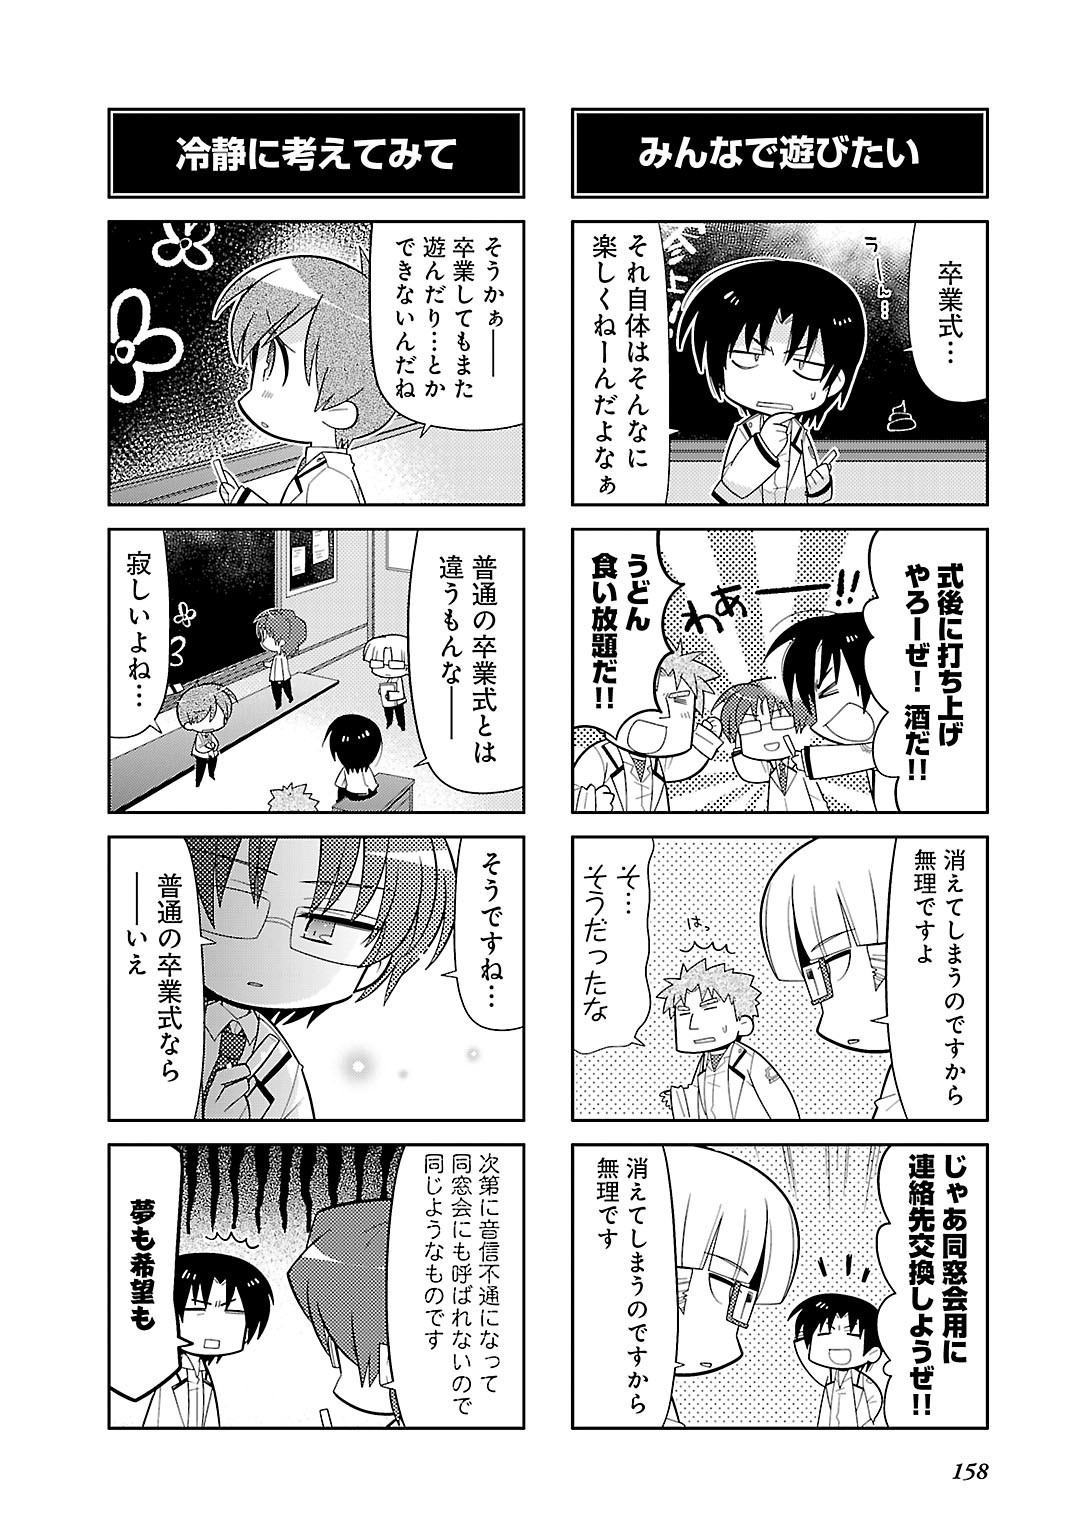 みんなで遊びたい
卒業式…
うーん…
それ自体はそんなに
楽しくねーんだよなぁ
式後に打ち上げ
やろーぜ！酒だ!!
わあーー!!
うどん
食い放題だ!!
消えてしまうのですから
無理ですよ
はっ
そ…
そうだったな
じゃあ同窓会用に
連絡先交換しようぜ!!
消えてしまうのですから
無理です
冷静に考えてみて
そうかぁ――
卒業してもまた
遊んだり…とか
できないんだね
普通の卒業式とは
違うもんな――
寂しいよね…
そうですね…
普通の卒業式なら
――いえ
次第に音信不通になって
同窓会にも呼ばれないので
同じようなものです
夢も希望も
158